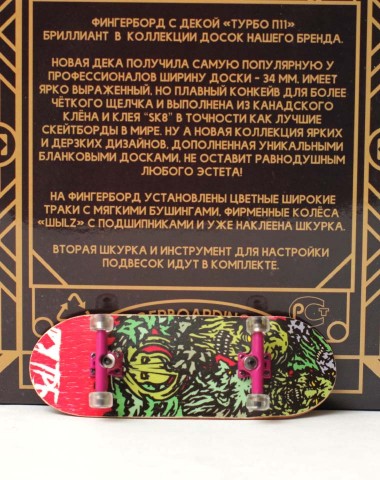 ФИНГЕРБОРД С ДЕКОЙ «ТУРБО П11»
БРИЛЛИАНТ В КОЛЛЕКЦИИ ДОСОК НАШЕГО БРЕНДА.
НОВАЯ ДЕКА ПОЛУЧИЛА САМУЮ ПОПУЛЯРНУЮ У
ПРОФЕССИОНАЛОВ ШИРИНУ ДОСКИ - 34 ММ, ИМЕЕТ
ЯРКО ВЫРАЖЕННЫЙ, НО ПЛАВНЫЙ КОНКЕЙВ ДЛЯ БОЛЕЕ
ЧЁТКОГО ЩЕЛЧКА И ВЫПОЛНЕНА ИЗ КАНАДСКОГО
КЛЁНА И КЛЕЯ "SK8" В ТОЧНОСТИ КАК ЛУЧШИЕ
СКЕЙТБОРДЫ В МИРЕ. НУ А НОВАЯ КОЛЛЕКЦИЯ ЯРКИХ
И ДЕРЗКИХ ДИЗАЙНОВ, ДОПОЛНЕННАЯ УНИКАЛЬНЫМИ
БЛАНКОВЫМИ ДОСКАМИ, НЕ ОСТАВИТ РАВНОДУШНЫМ
ЛЮБОГО ЭСТЕТА!
НА ФИНГЕРБОРД УСТАНОВЛЕНЫ ЦВЕТНЫЕ ШИРОКИЕ
ТРАКИ С МЯГКИМИ БУШИНГАМИ, ФИРМЕННЫЕ КОЛЁСА
«ШЫLZ» С ПОДШИПНИКАМИ И УЖЕ НАКЛЕЕНА ШКУРКА.
ВТОРАЯ ШКУРКА И ИНСТРУМЕНТ ДЛЯ НАСТРОЙКИ
ПОДВЕСОК ИДУТ В КОМПЛЕКТЕ.